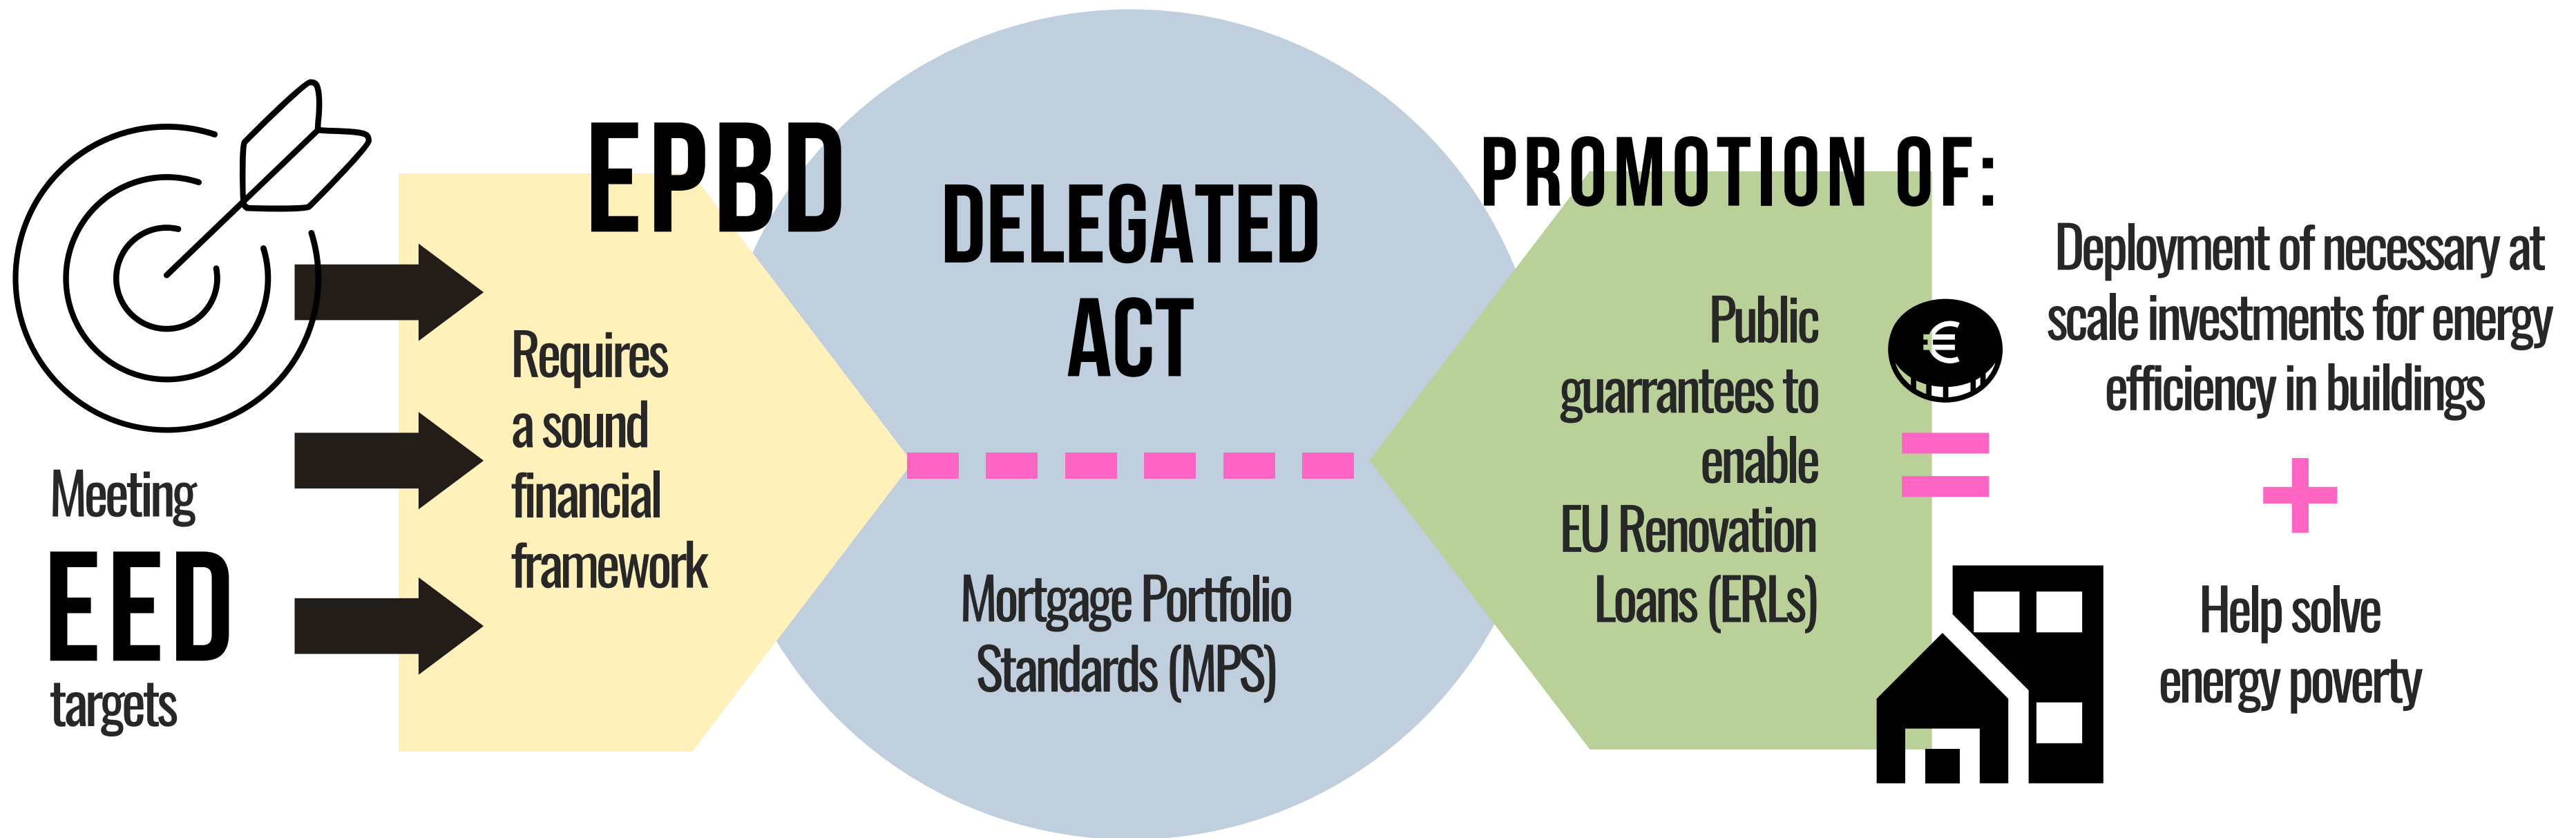 Meeting
EED
targets
EPBD
Requires
a sound
financial
framework
DELEGATED
ACT
Mortgage Portfolio
Standards (MPS)
PROMOTION OF:
Public
guarrantees to
enable
EU Renovation
Loans (ERLs)
€
=
Deployment of necessary at
scale investments for energy
efficiency in buildings
+
Help solve
energy poverty